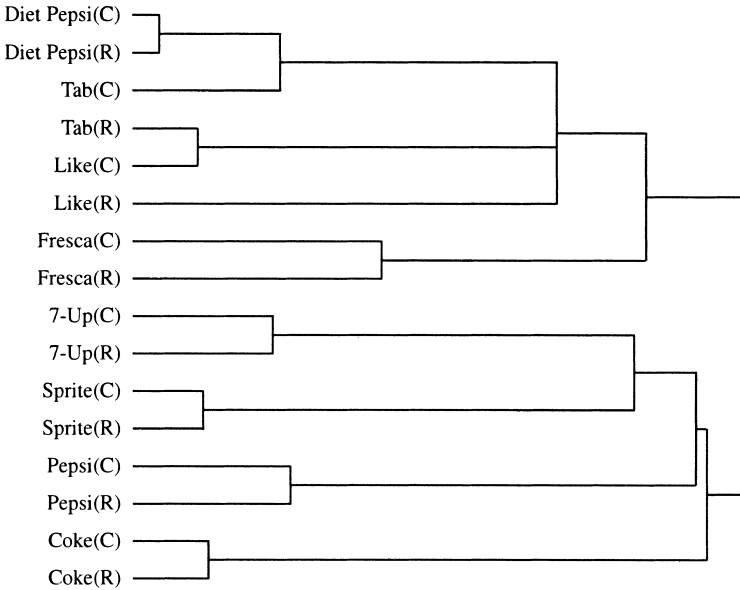 Diet Pepsi(C)
Diet Pepsi(R)
Tab(C)
Tab(R)
Like(C)
Like(R)
Fresca(C)
Fresca(R)
7-Up(C)
7-Up(R)
Sprite(C)
Sprite(R)
Pepsi(C)
Pepsi(R)
Coke(C)
Coke(R)